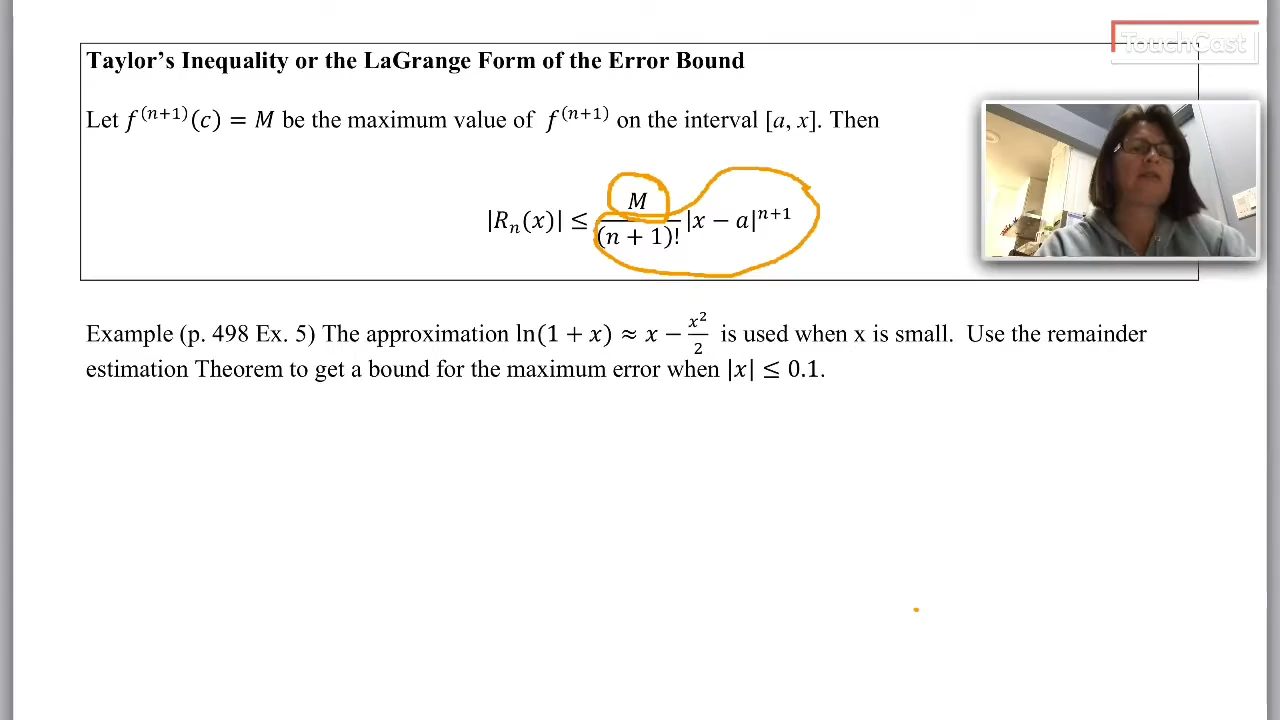 TouchCast
Taylor’s Inequality or the LaGrange Form of the Error Bound
Let f⁽ⁿ⁺¹⁾(c) = M be the maximum value of f⁽ⁿ⁺¹⁾ on the interval [a, x]. Then
|Rₙ(x)| ≤ M/(n + 1)! |x − a|ⁿ⁺¹
Example (p. 498 Ex. 5) The approximation ln(1 + x) ≈ x − x²/2 is used when x is small. Use the remainder
estimation Theorem to get a bound for the maximum error when |x| ≤ 0.1.